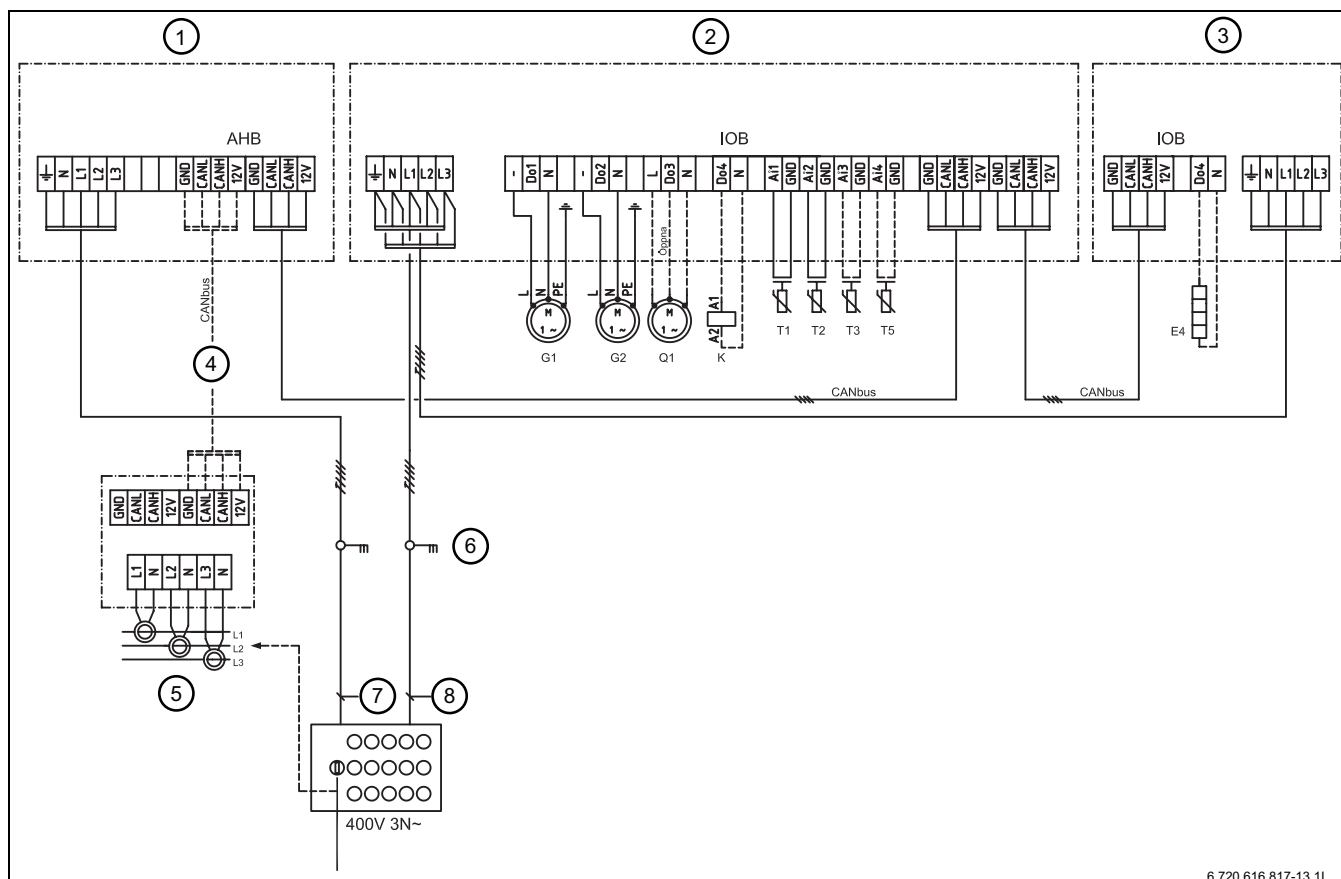 1
2
3
AHB
IOB
IOB
N L1 L2 L3 GND CANL CANH 12V GND CANL CANH 12V
N L1 L2 L3
- Do1 N - Do2 N L Do3 N Do4 N Ai1 GND Ai2 GND Ai3 GND Ai4 GND GND CANL CANH 12V GND CANL CANH 12V
GND CANL CANH 12V Do4 N
N L1 L2 L3
Öppna
L N PE
L N PE
M 1 ~
M 1 ~
M 1 ~
A1
A2
G1
G2
Q1
K
T1
T2
T3
T5
E4
CANbus
4
CANbus
CANbus
GND CANL CANH 12V GND CANL CANH 12V
L1 N L2 N L3 N
L1
L2
L3
5
6
7
8
400V 3N~
6 720 616 817-13.1I